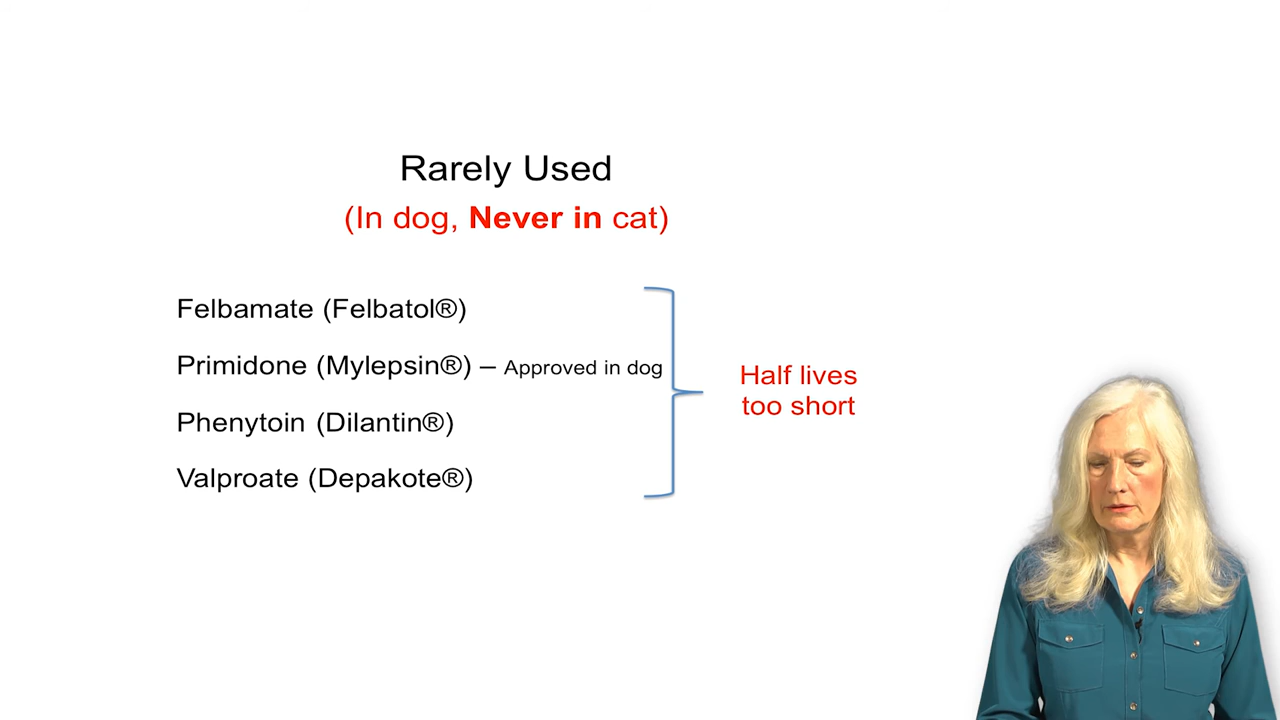 Rarely Used
(In dog, Never in cat)
Felbamate (Felbatol®)
Primidone (Mylepsin®) – Approved in dog
Phenytoin (Dilantin®)
Valproate (Depakote®)
Half lives
too short